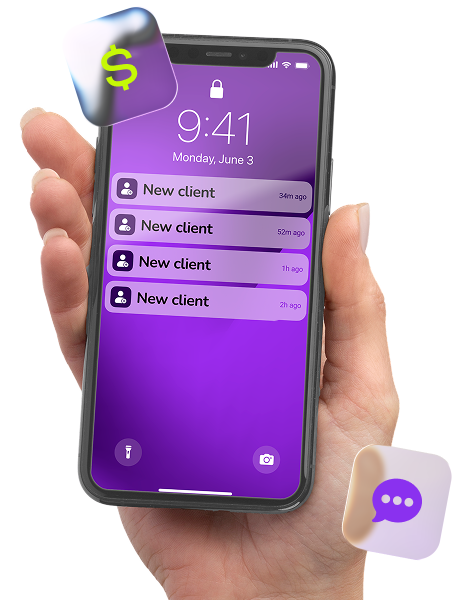 $
9:41
Monday, June 3
New client 34m ago
New client 52m ago
New client 1h ago
New client 2h ago